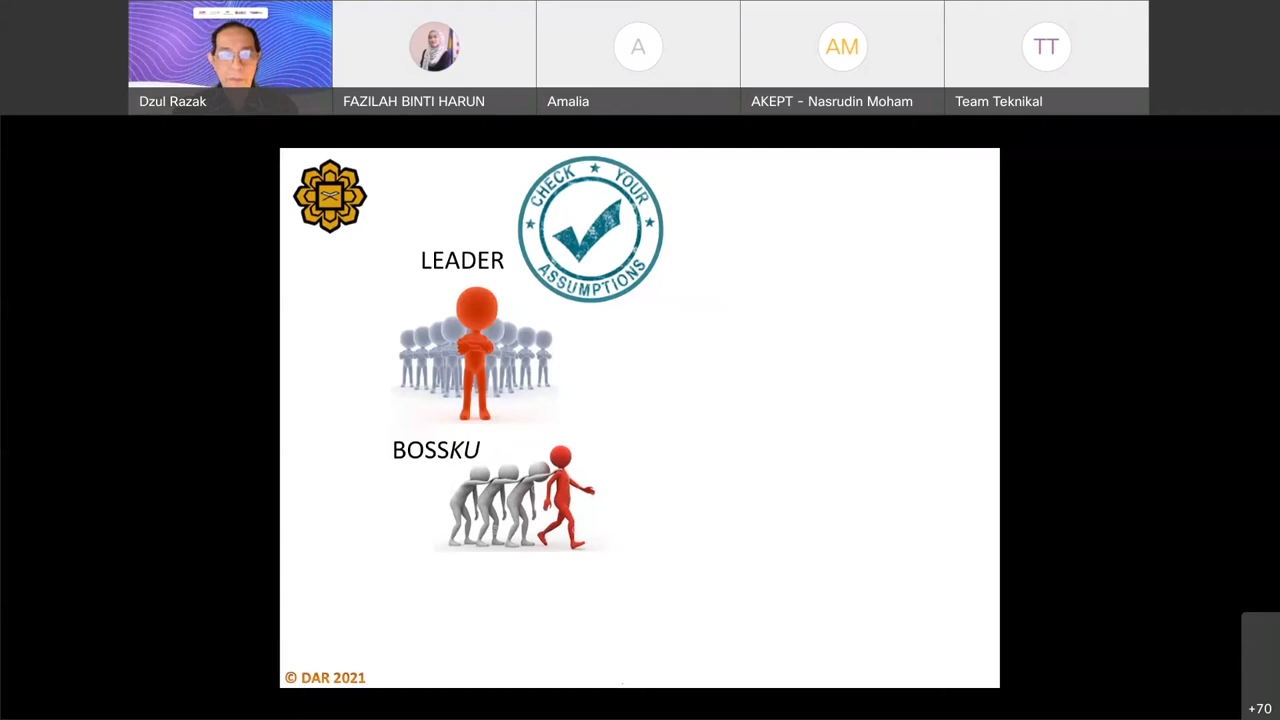 A
AM
TT
Dzul Razak
FAZILAH BINTI HARUN
Amalia
AKEPT - Nasrudin Moham
Team Teknikal
CHECK YOUR
ASSUMPTIONS
LEADER
BOSSKU
© DAR 2021
+70